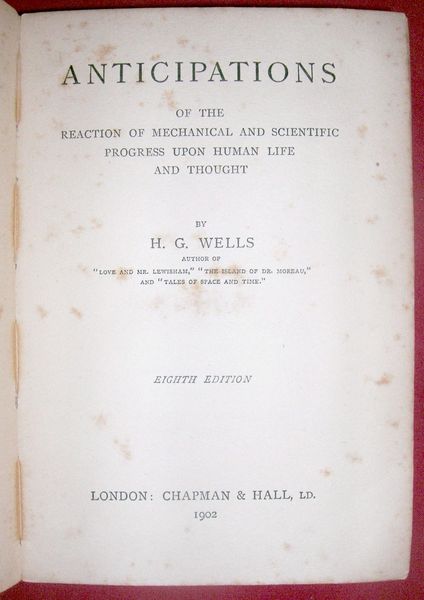 ANTICIPATIONS
OF THE
REACTION OF MECHANICAL AND SCIENTIFIC
PROGRESS UPON HUMAN LIFE
AND THOUGHT
BY
H. G. WELLS
AUTHOR OF
"LOVE AND MR. LEWISHAM," "THE ISLAND OF DR. MOREAU,"
AND "TALES OF SPACE AND TIME."
EIGHTH EDITION
LONDON: CHAPMAN & HALL, LD.
1902